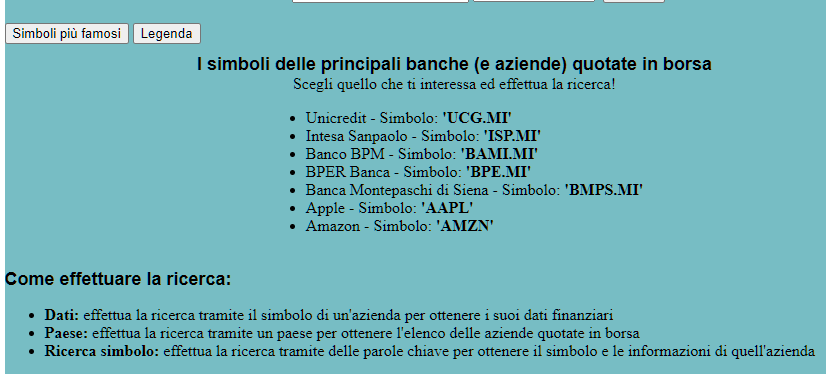 Simboli più famosi Legenda
I simboli delle principali banche (e aziende) quotate in borsa
Scegli quello che ti interessa ed effettua la ricerca!
Unicredit - Simbolo: 'UCG.MI'
Intesa Sanpaolo - Simbolo: 'ISP.MI'
Banco BPM - Simbolo: 'BAMI.MI'
BPER Banca - Simbolo: 'BPE.MI'
Banca Montepaschi di Siena - Simbolo: 'BMPS.MI'
Apple - Simbolo: 'AAPL'
Amazon - Simbolo: 'AMZN'
Come effettuare la ricerca:
Dati: effettua la ricerca tramite il simbolo di un'azienda per ottenere i suoi dati finanziari
Paese: effettua la ricerca tramite un paese per ottenere l'elenco delle aziende quotate in borsa
Ricerca simbolo: effettua la ricerca tramite delle parole chiave per ottenere il simbolo e le informazioni di quell'azienda